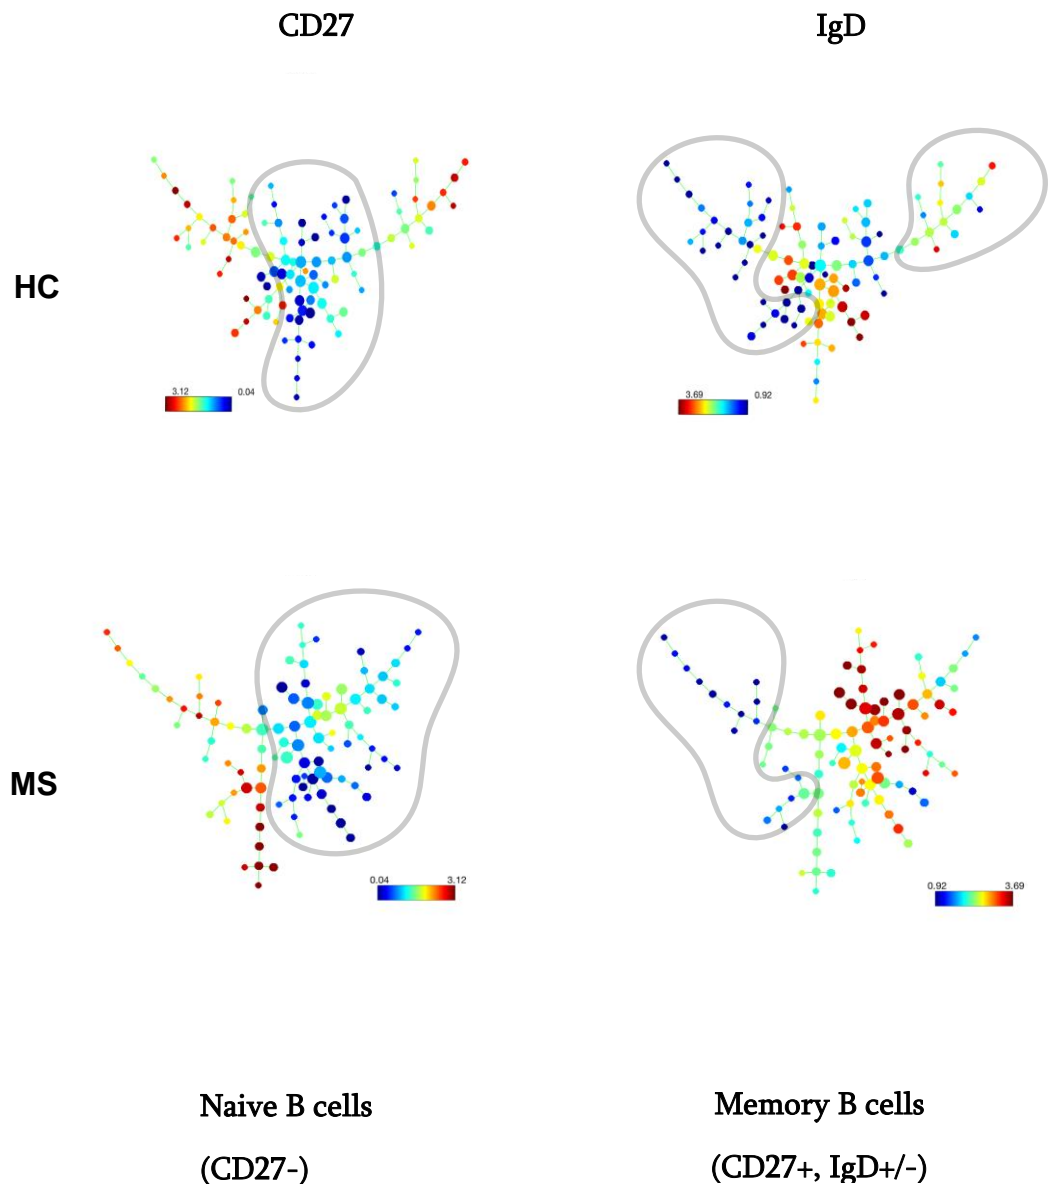 CD27
IgD
HC
3.12
0.04
3.69
0.92
MS
0.04
3.12
0.92
3.69
Naive B cells
Memory B cells
(CD27-)
(CD27+, IgD+/-)